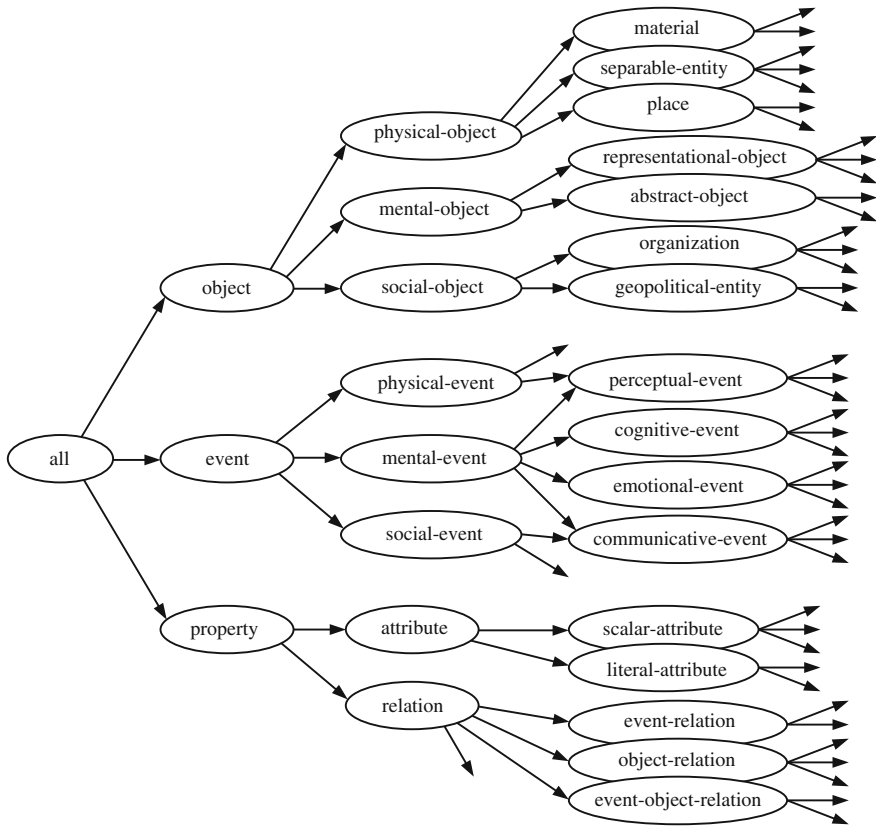 material
separable-entity
place
physical-object
representational-object
abstract-object
mental-object
organization
geopolitical-entity
social-object
object
physical-event
perceptual-event
cognitive-event
all
event
mental-event
emotional-event
social-event
communicative-event
property
attribute
scalar-attribute
literal-attribute
relation
event-relation
object-relation
event-object-relation